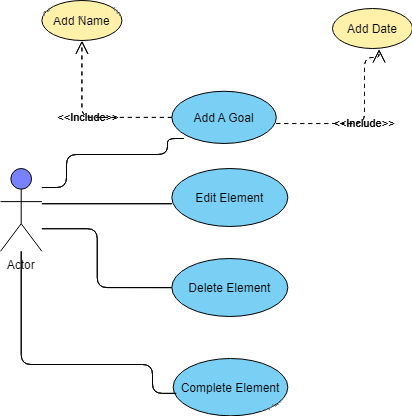 Add Name
Add Date
<<Include>>
Add A Goal
<<Include>>
Edit Element
Actor
Delete Element
Complete Element